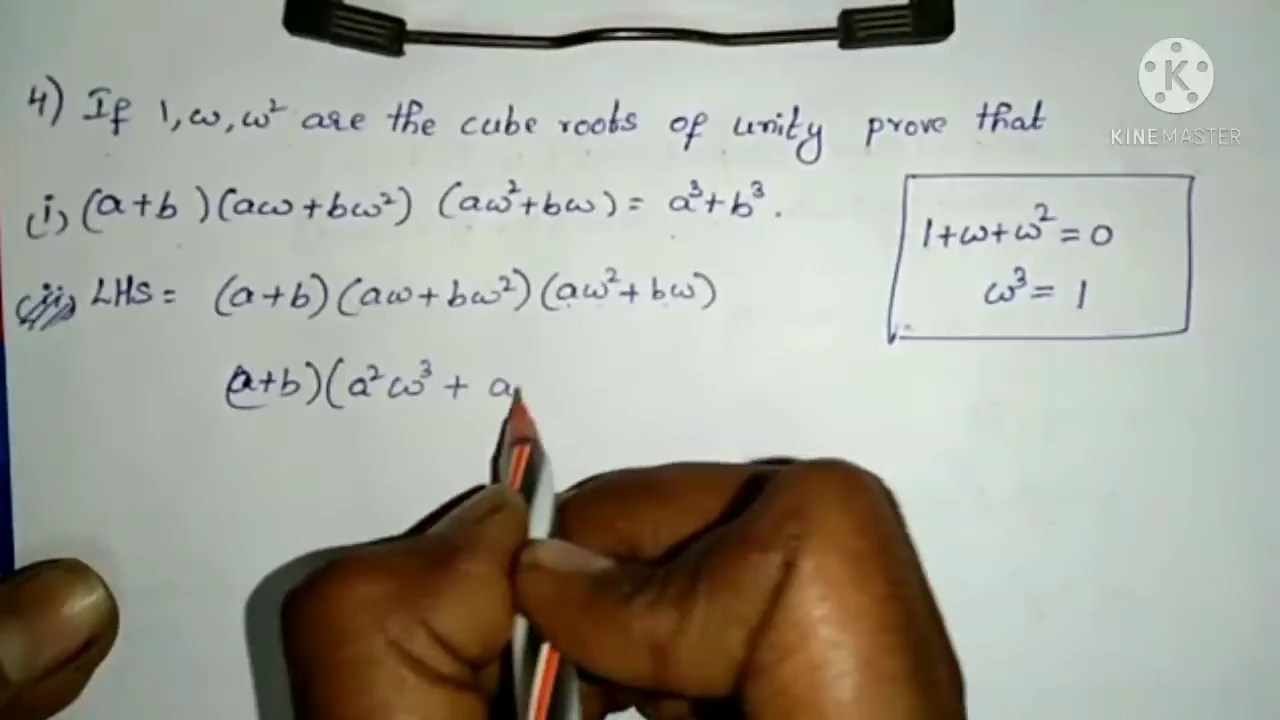 4) If 1, ω, ω² are the cube roots of unity prove that
(i) (a+b)(aω+bω²) (aω²+bω) = a³+b³.
LHS = (a+b)(aω+bω²)(aω²+bω)
(a+b)(a²ω³ + a
1+ω+ω²=0
ω³= 1
K
KINEMASTER